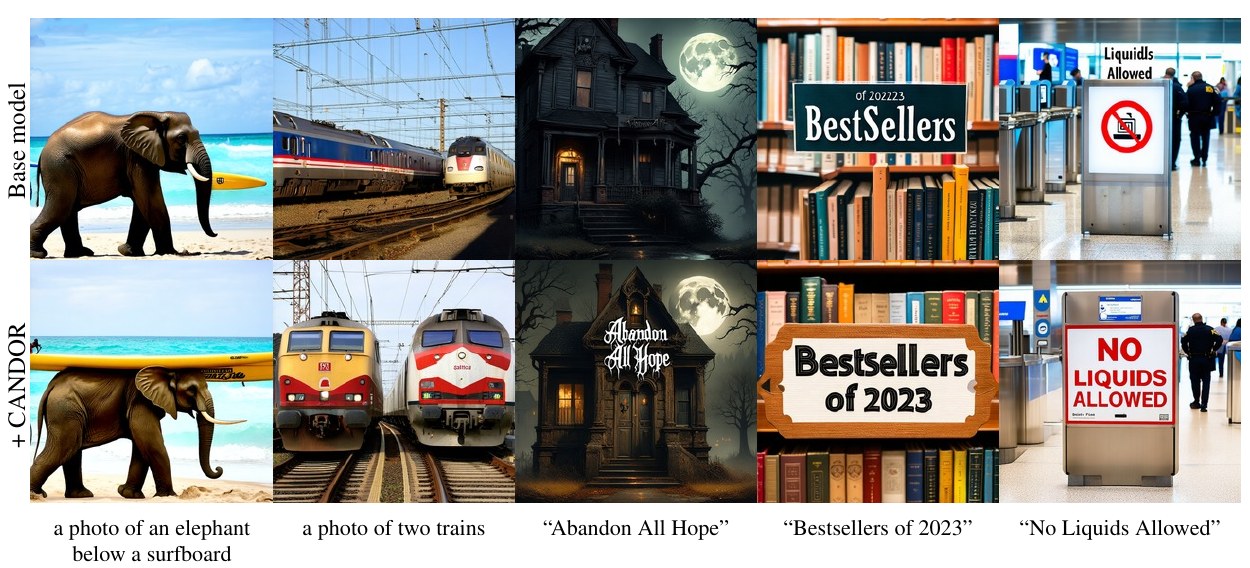 Base model
of 202223
BestSellers
Liquidls
Allowed
+ CANDOR
Abandon
All Hope
Bestsellers
of 2023
NO
LIQUIDS
ALLOWED
a photo of an elephant
below a surfboard
a photo of two trains
“Abandon All Hope”
“Bestsellers of 2023”
“No Liquids Allowed”